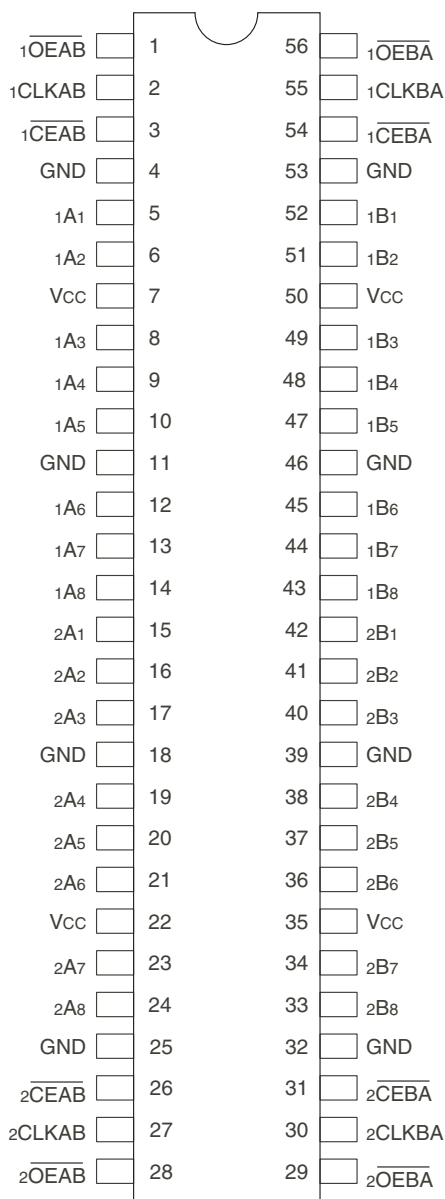 1OEAB 1 56 1OEBA
1CLKAB 2 55 1CLKBA
1CEAB 3 54 1CEBA
GND 4 53 GND
1A1 5 52 1B1
1A2 6 51 1B2
VCC 7 50 VCC
1A3 8 49 1B3
1A4 9 48 1B4
1A5 10 47 1B5
GND 11 46 GND
1A6 12 45 1B6
1A7 13 44 1B7
1A8 14 43 1B8
2A1 15 42 2B1
2A2 16 41 2B2
2A3 17 40 2B3
GND 18 39 GND
2A4 19 38 2B4
2A5 20 37 2B5
2A6 21 36 2B6
VCC 22 35 VCC
2A7 23 34 2B7
2A8 24 33 2B8
GND 25 32 GND
2CEAB 26 31 2CEBA
2CLKAB 27 30 2CLKBA
2OEAB 28 29 2OEBA